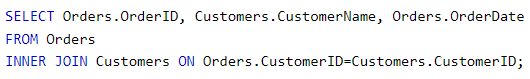 SELECT Orders.OrderID, Customers.CustomerName, Orders.OrderDate
FROM Orders
INNER JOIN Customers ON Orders.CustomerID=Customers.CustomerID;